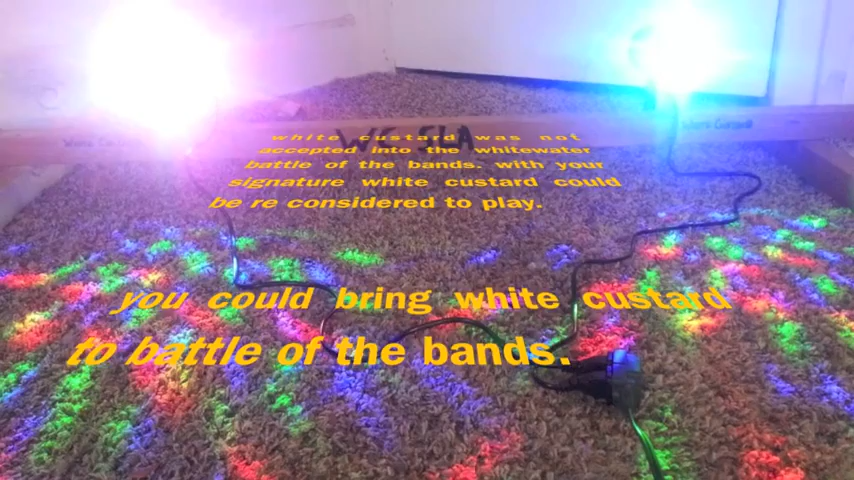 white custard was not
accepted into the whitewater
battle of the bands. with your
signature white custard could
be re considered to play.
you could bring white custard
to battle of the bands.